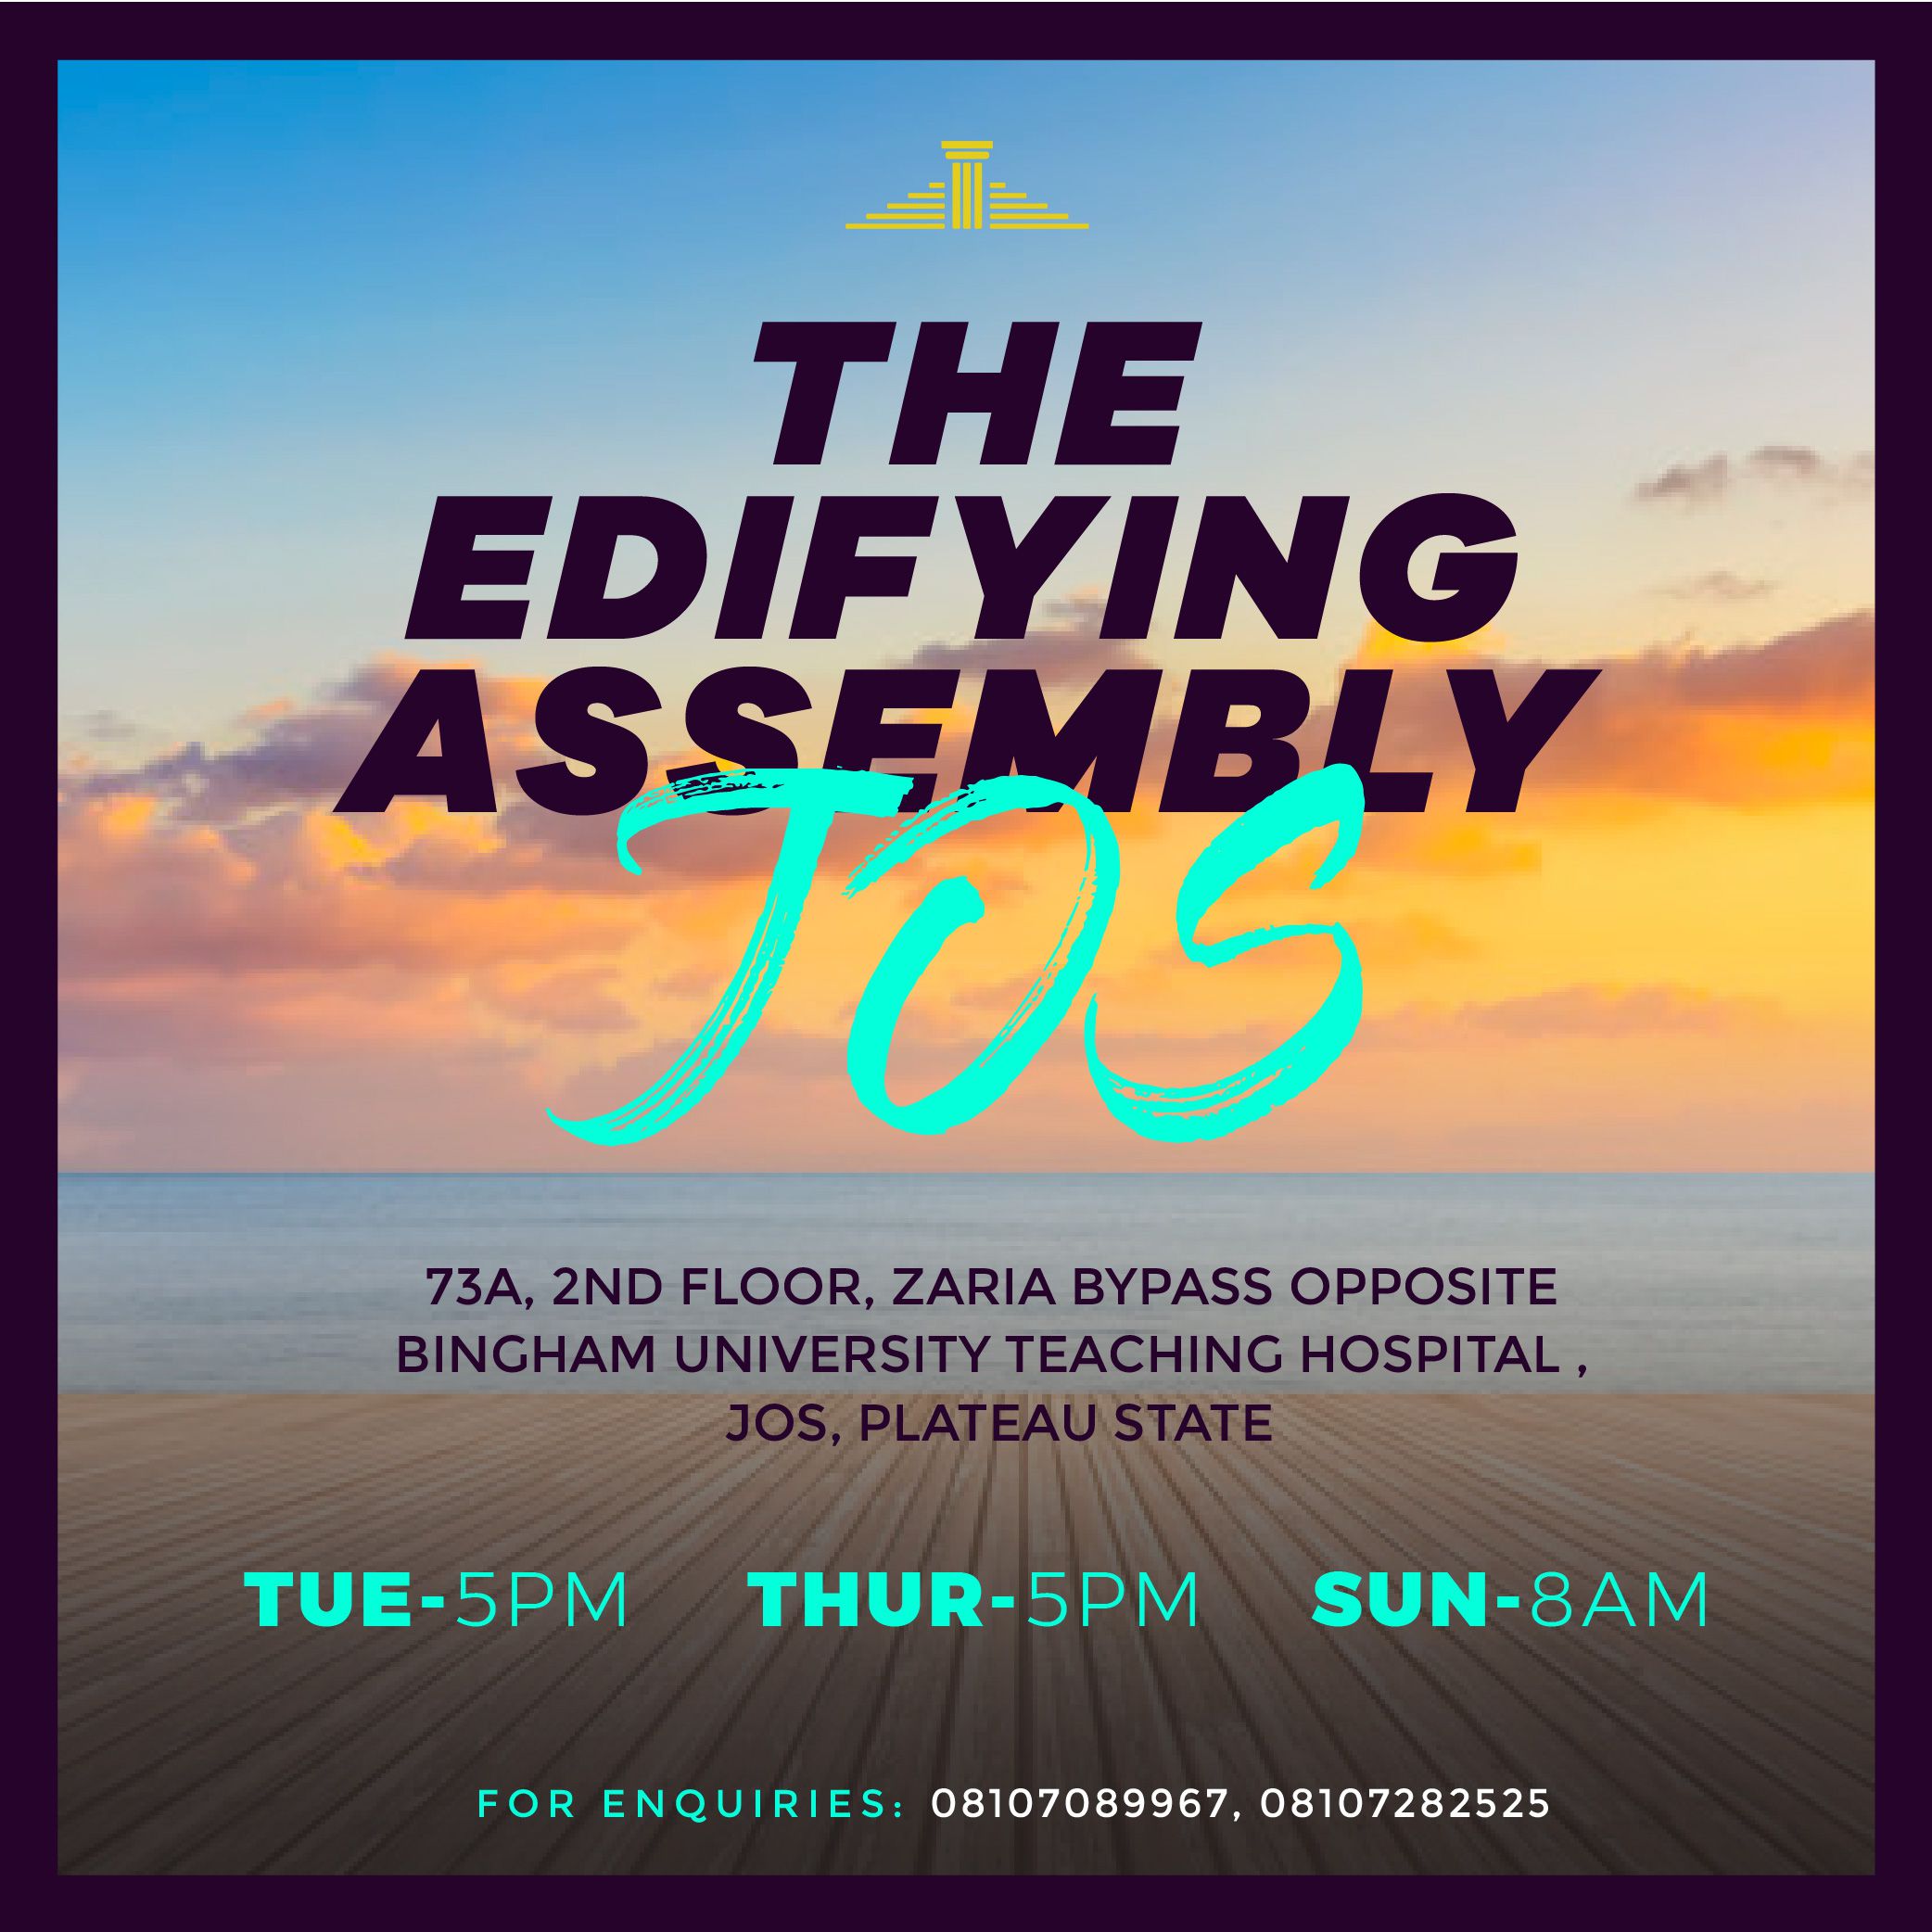 THE
EDIFYING
ASSEMBLY
JOS
73A, 2ND FLOOR, ZARIA BYPASS OPPOSITE
BINGHAM UNIVERSITY TEACHING HOSPITAL ,
JOS, PLATEAU STATE
TUE-5PM THUR-5PM SUN-8AM
FOR ENQUIRIES: 08107089967, 08107282525